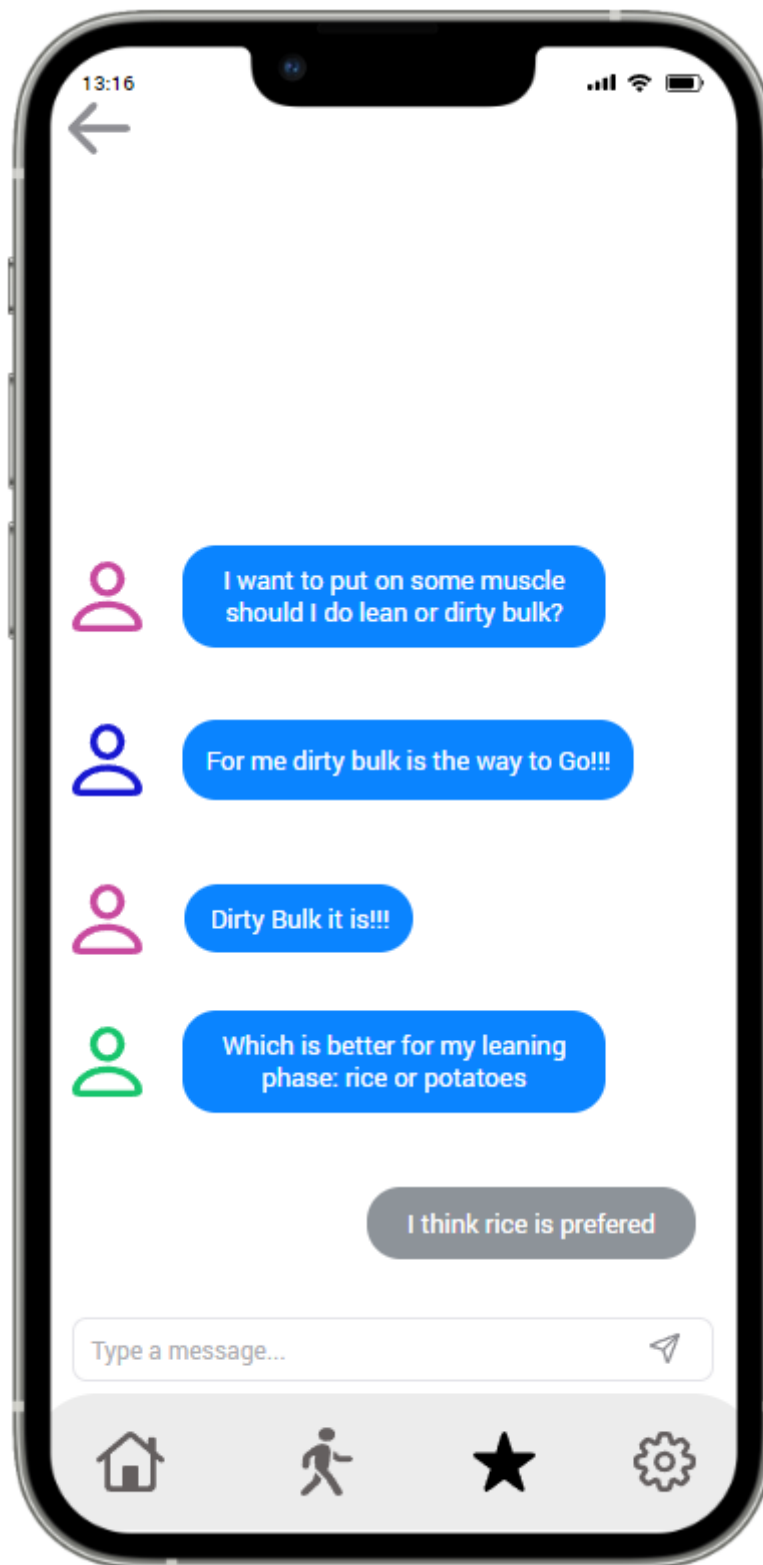 13:16
I want to put on some muscle
should I do lean or dirty bulk?
For me dirty bulk is the way to Go!!!
Dirty Bulk it is!!!
Which is better for my leaning
phase: rice or potatoes
I think rice is prefered
Type a message...